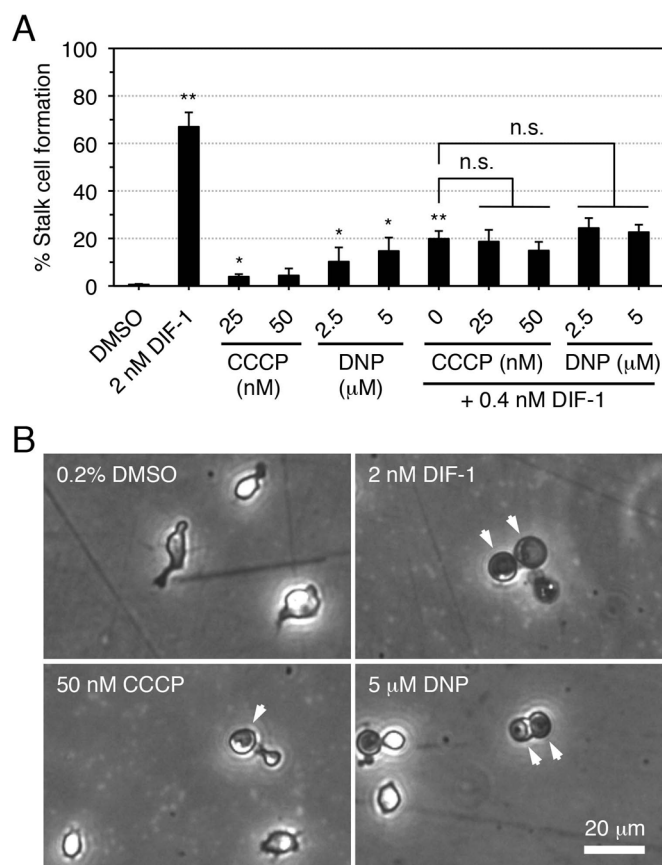 A
100
80
60
40
20
0
% Stalk cell formation
**
*
*
*
**
n.s.
n.s.
DMSO
2 nM DIF-1
25
50
2.5
5
0
25
50
2.5
5
CCCP
(nM)
DNP
(μM)
CCCP (nM)
DNP (μM)
+ 0.4 nM DIF-1
B
0.2% DMSO
2 nM DIF-1
50 nM CCCP
5 μM DNP
20 μm